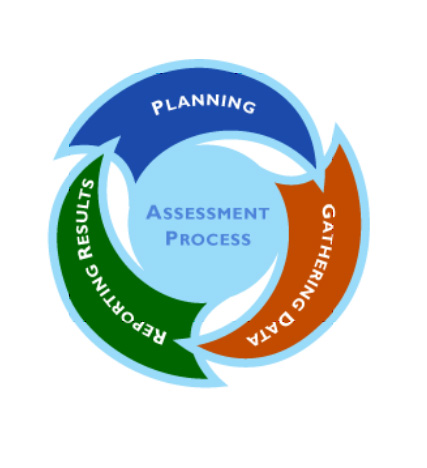 PLANNING
ASSESSMENT
PROCESS
GATHERING DATA
REPORTING RESULTS